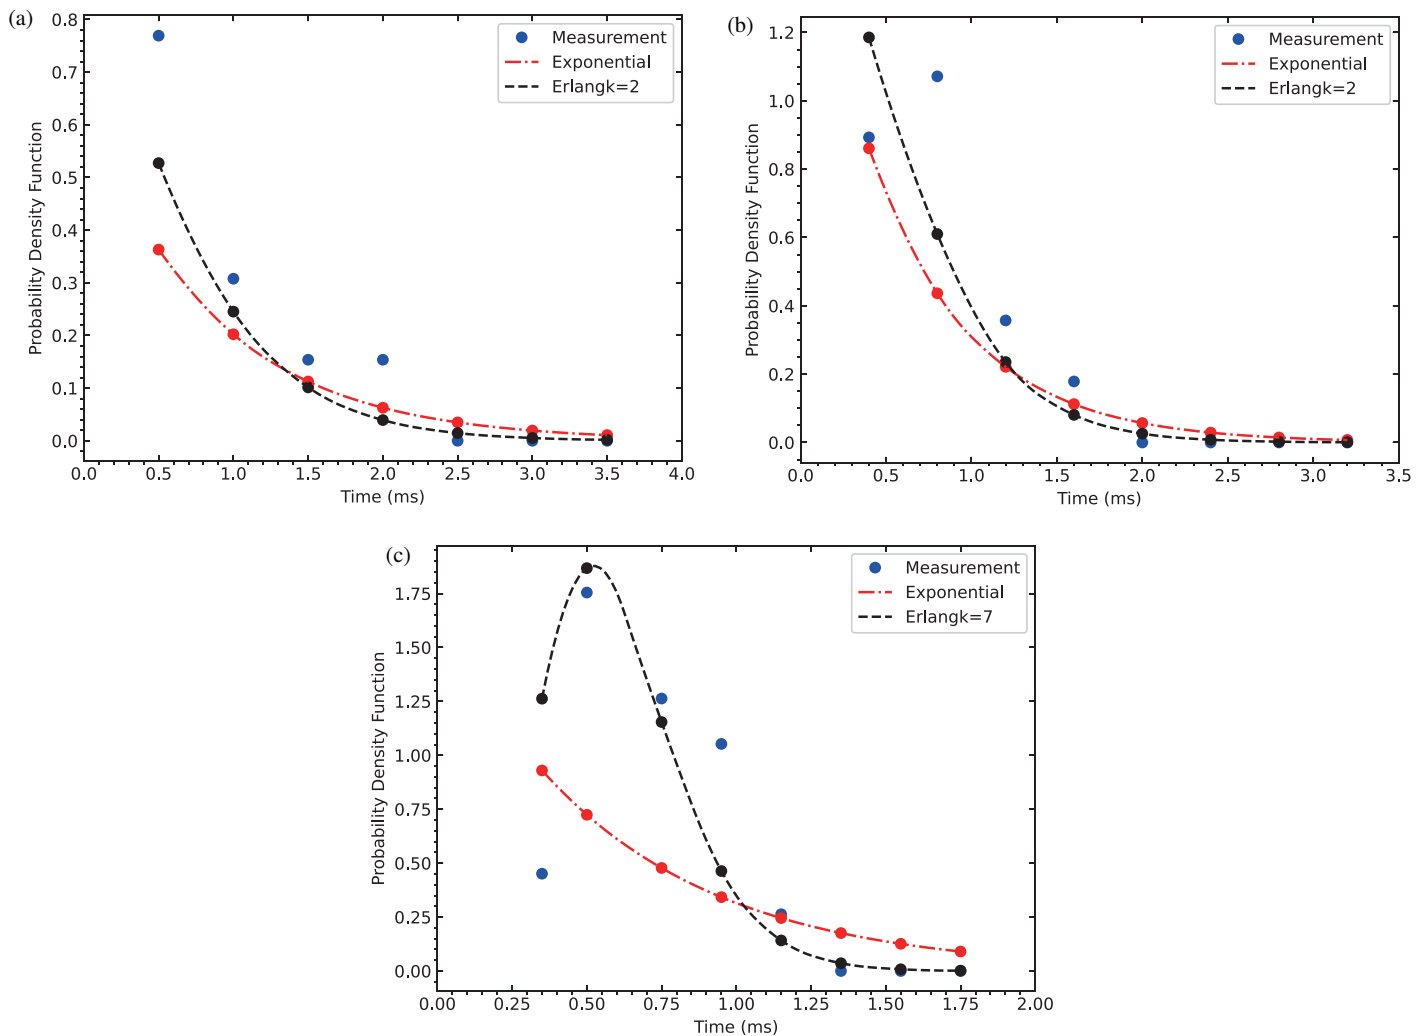 (a)
0.8
0.7
0.6
0.5
0.4
0.3
0.2
0.1
0.0
Probability Density Function
Measurement
Exponential
Erlangk=2
0.0 0.5 1.0 1.5 2.0 2.5 3.0 3.5 4.0
Time (ms)
(b)
1.2
1.0
0.8
0.6
0.4
0.2
0.0
Probability Density Function
Measurement
Exponential
Erlangk=2
0.0 0.5 1.0 1.5 2.0 2.5 3.0 3.5
Time (ms)
(c)
1.75
1.50
1.25
1.00
0.75
0.50
0.25
0.00
Probability Density Function
Measurement
Exponential
Erlangk=7
0.00 0.25 0.50 0.75 1.00 1.25 1.50 1.75 2.00
Time (ms)